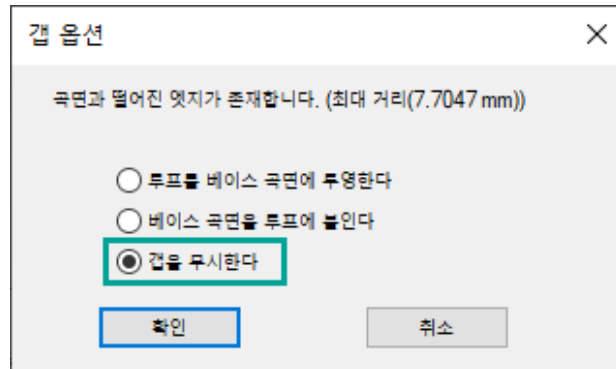 갭 옵션
곡면과 떨어진 엣지가 존재합니다. (최대 거리(7.7047 mm))
루프를 베이스 곡면에 투영한다
베이스 곡면을 루프에 붙인다
갭을 무시한다
확인 취소